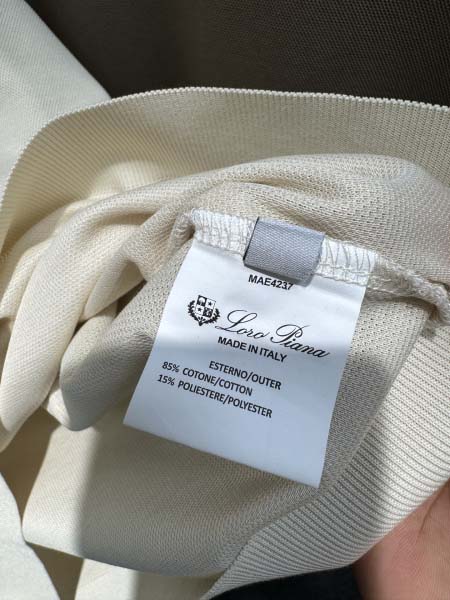 MAE4237
Loro Piana
MADE IN ITALY
ESTERNO/OUTER
85% COTONE/COTTON
15% POLIESTERE/POLYESTER